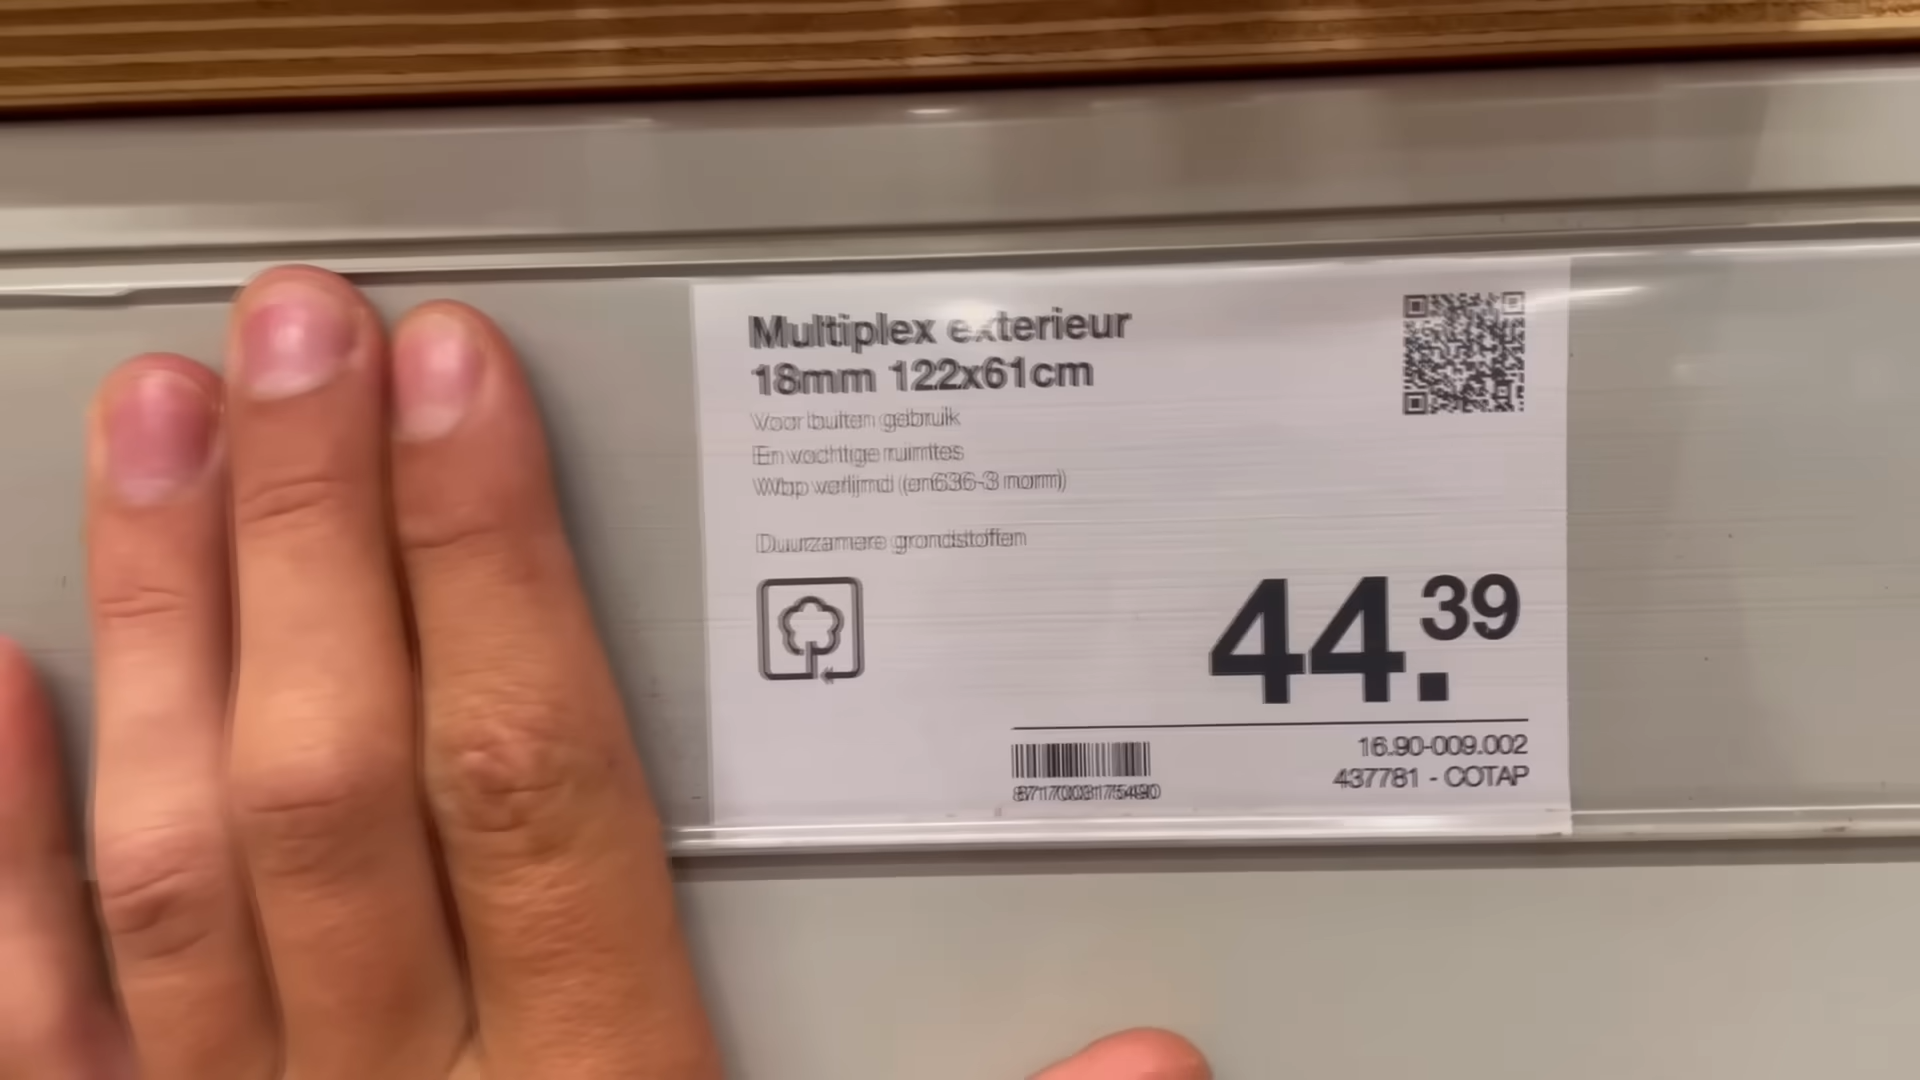 Multiplex exterieur
18mm 122x61cm
Voor buiten gebruik
En vochtige ruimtes
Wbp verlijmd (en636-3 norm)
Duurzamere grondstoffen
44.39
16.90-009.002
437781 - COTAP